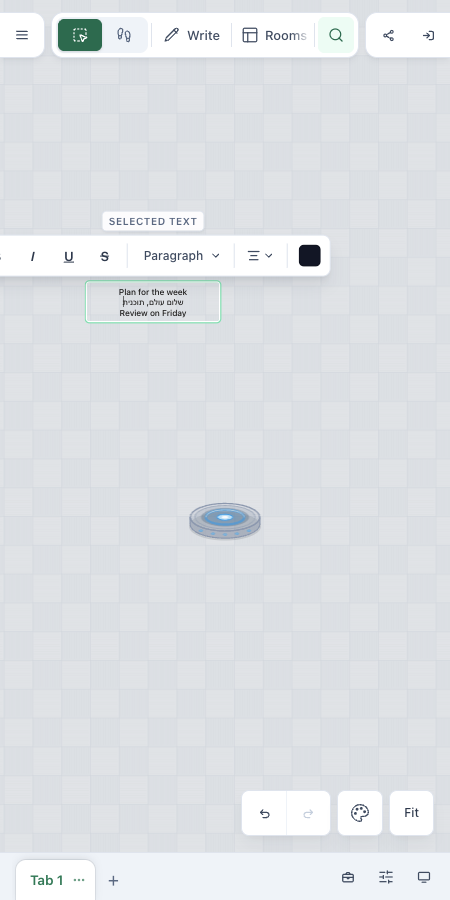 Write
Rooms
SELECTED TEXT
I
U
S
Paragraph
Plan for the week
שלום עולם, תוכנית
Review on Friday
Fit
Tab 1